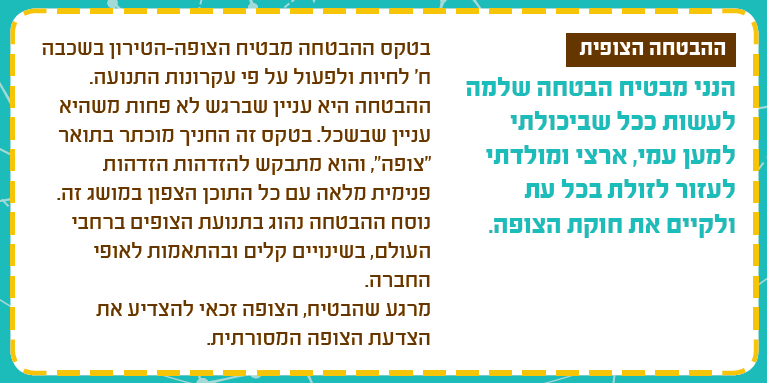 ההבטחה הצופית
הנני מבטיח הבטחה שלמה
לעשות ככל שביכולתי
למען עמי, ארצי ומולדתי
לעזור לזולת בכל עת
ולקיים את חוקת הצופה.
בטקס ההבטחה מבטיח הצופה-הטירון בשכבה
ח' לחיות ולפעול על פי עקרונות התנועה.
ההבטחה היא עניין שברגש לא פחות משהיא
עניין שבשכל. בטקס זה החניך מוכתר בתואר
"צופה", והוא מתבקש להזדהות הזדהות
פנימית מלאה עם כל התוכן הצפון במושג זה.
נוסח ההבטחה נהוג בתנועת הצופים ברחבי
העולם, בשינויים קלים ובהתאמות לאופי
החברה.
מרגע שהבטיח, הצופה זכאי להצדיע את
הצדעת הצופה המסורתית.